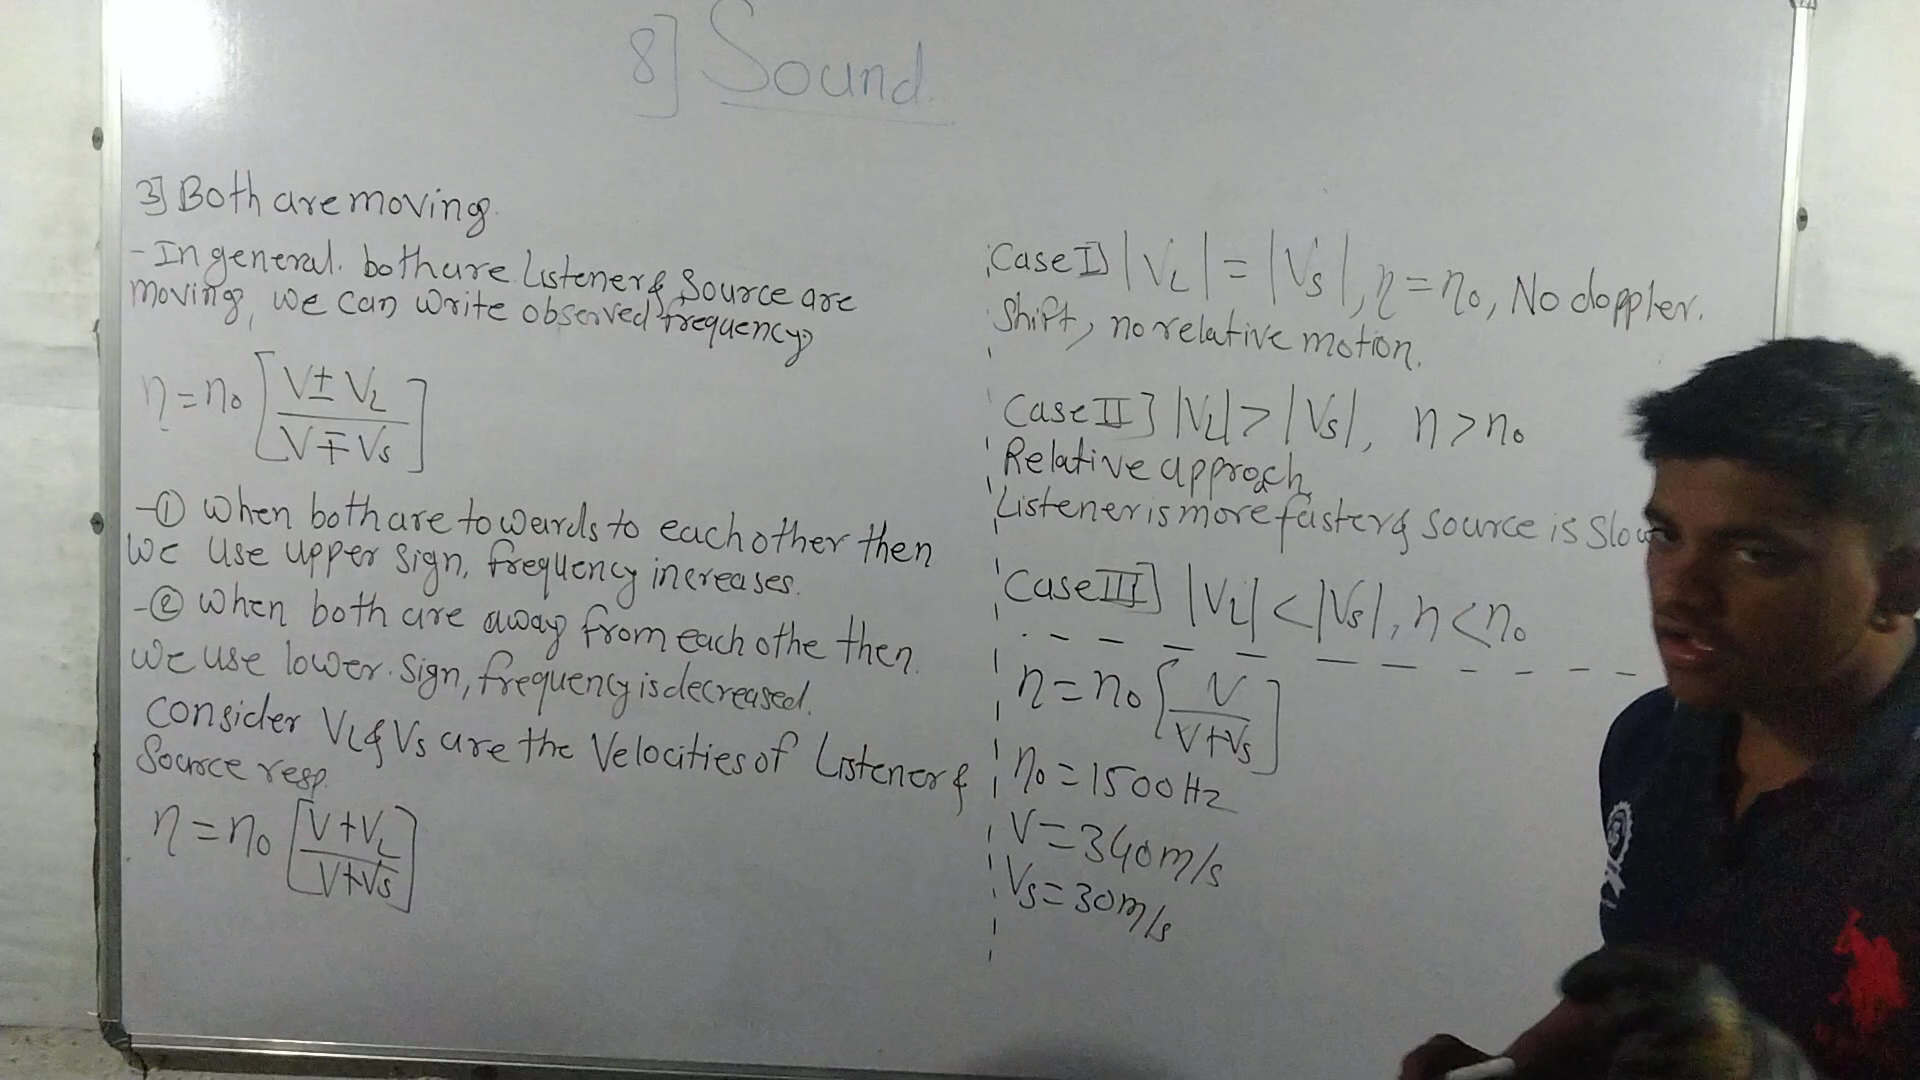 8] Sound.
3] Both are moving.
- In general. both are Listener & Source are
moving, we can write observed frequency,
n = n₀ [V ± V_L / V ∓ V_S]
- ① When both are towards to each other then
we use upper sign, frequency increases.
- ② When both are away from each othe then.
we use lower sign, frequency is decreased.
Consider V_L & V_S are the Velocities of Listener &
Source resp.
n = n₀ [V + V_L / V + V_S]
Case I] |V_L| = |V_S|, n = n₀, No doppler.
Shift, no relative motion.
Case II] |V_L| > |V_S|, n > n₀
Relative approch,
Listener is more faster & source is
Case III] |V_L| < |V_S|, n < n₀
n = n₀ [V / V + V_S]
n₀ = 1500 Hz
V = 340 m/s
V_S = 30 m/s